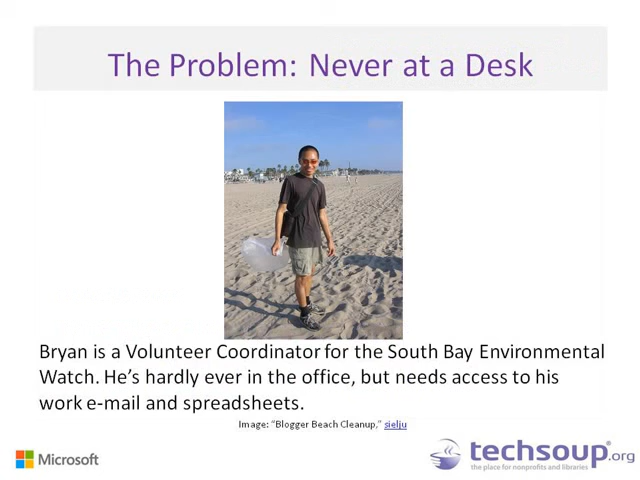 The Problem: Never at a Desk
Bryan is a Volunteer Coordinator for the South Bay Environmental
Watch. He’s hardly ever in the office, but needs access to his
work e-mail and spreadsheets.
Image: “Blogger Beach Cleanup,” sielju
Microsoft
techsoup®.org
the place for nonprofits and libraries